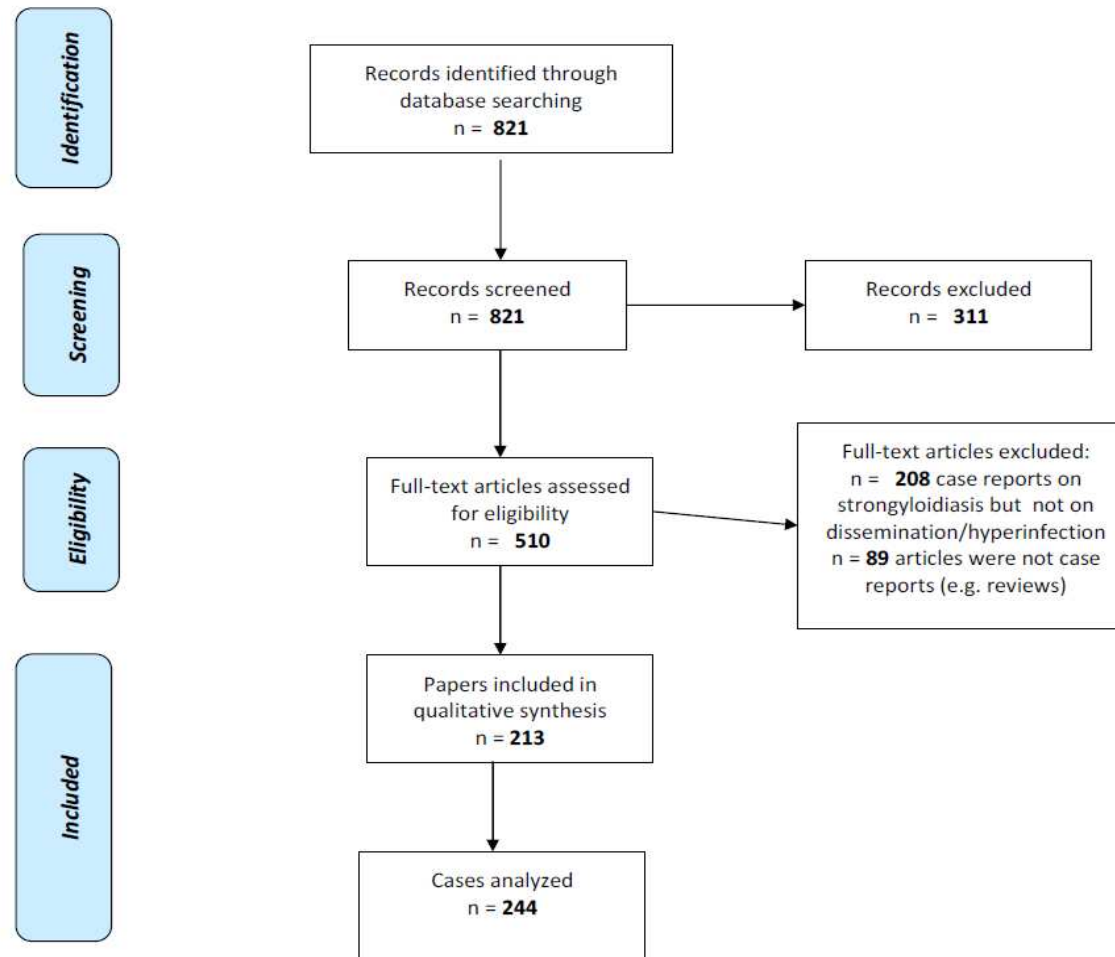 Identification
Records identified through
database searching
n = 821
Screening
Records screened
n = 821
Records excluded
n = 311
Eligibility
Full-text articles assessed
for eligibility
n = 510
Full-text articles excluded:
n = 208 case reports on
strongyloidiasis but not on
dissemination/hyperinfection
n = 89 articles were not case
reports (e.g. reviews)
Included
Papers included in
qualitative synthesis
n = 213
Cases analyzed
n = 244